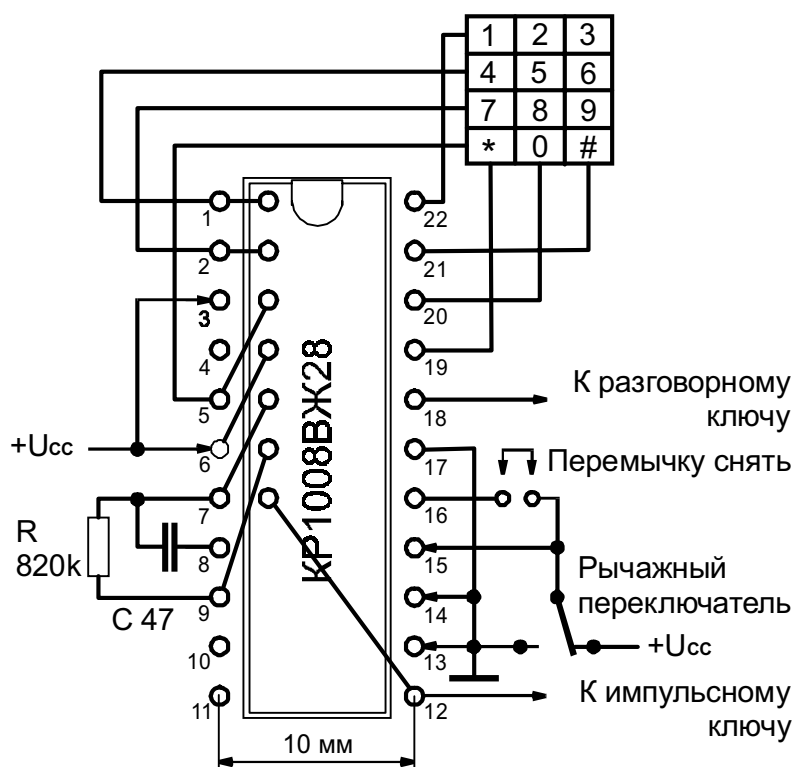 1 2 3
4 5 6
7 8 9
* 0 #
1
22
2
21
3
20
4
19
5
18
К разговорному
ключу
+Ucc
6
17
Перемычку снять
КР1008ВЖ28
7
16
R
820k
8
15
Рычажный
переключатель
C 47
9
14
10
13
+Ucc
11
12
К импульсному
ключу
10 мм